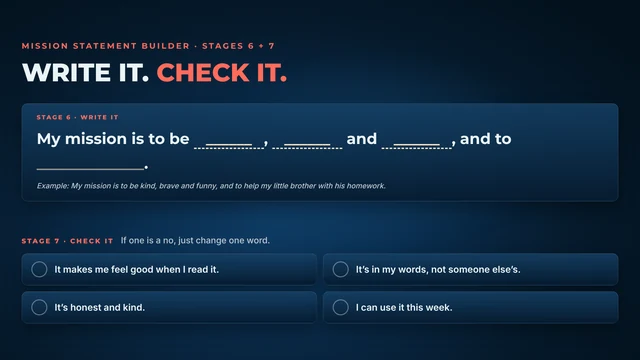 MISSION STATEMENT BUILDER · STAGES 6 + 7
WRITE IT. CHECK IT.
STAGE 6 · WRITE IT
My mission is to be ______, ______ and ______, and to
______________.
Example: My mission is to be kind, brave and funny, and to help my little brother with his homework.
STAGE 7 · CHECK IT If one is a no, just change one word.
It makes me feel good when I read it.
It's in my words, not someone else's.
It's honest and kind.
I can use it this week.